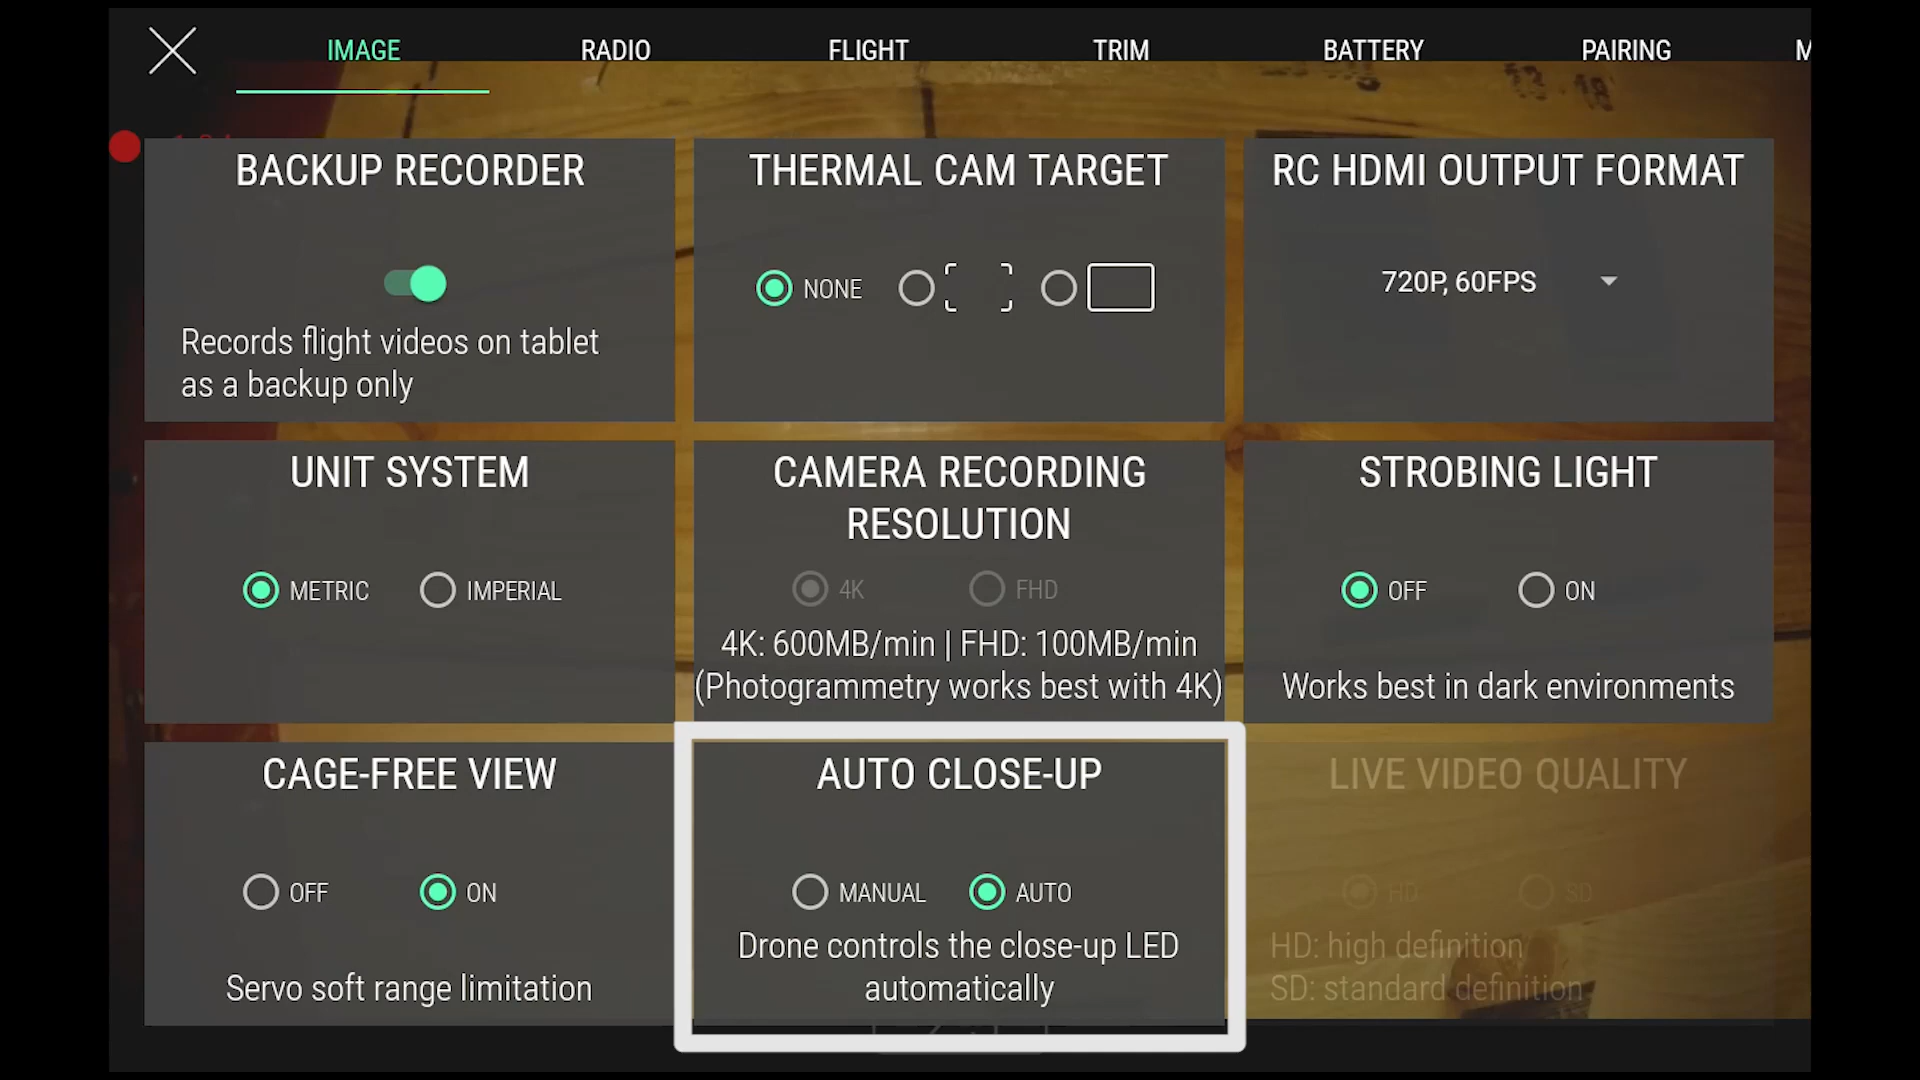 IMAGE RADIO FLIGHT TRIM BATTERY PAIRING
BACKUP RECORDER
Records flight videos on tablet
as a backup only
THERMAL CAM TARGET
NONE
RC HDMI OUTPUT FORMAT
720P, 60FPS
UNIT SYSTEM
METRIC IMPERIAL
CAMERA RECORDING
RESOLUTION
4K FHD
4K: 600MB/min | FHD: 100MB/min
(Photogrammetry works best with 4K)
STROBING LIGHT
OFF ON
Works best in dark environments
CAGE-FREE VIEW
OFF ON
Servo soft range limitation
AUTO CLOSE-UP
MANUAL AUTO
Drone controls the close-up LED
automatically
LIVE VIDEO QUALITY
HD SD
HD: high definition
SD: standard definition